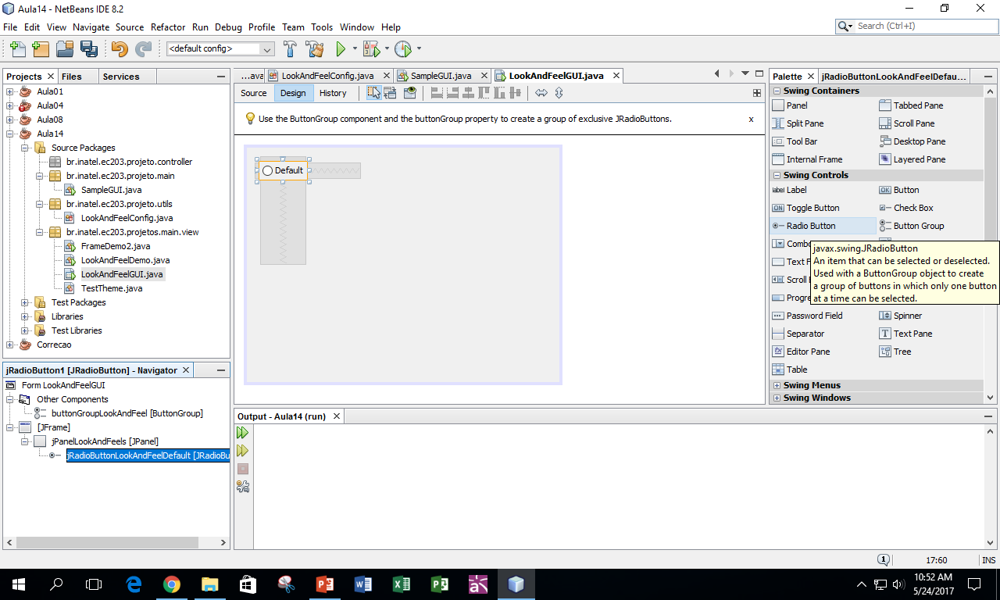 Aula14 - NetBeans IDE 8.2
File Edit View Navigate Source Refactor Run Debug Profile Team Tools Window Help
Search (Ctrl+I)
<default config>
Projects Files Services
Aula01
Aula04
Aula08
Aula14
Source Packages
br.inatel.ec203.projeto.controller
br.inatel.ec203.projeto.main
SampleGUI.java
br.inatel.ec203.projeto.utils
LookAndFeelConfig.java
br.inatel.ec203.projetos.main.view
FrameDemo2.java
LookAndFeelDemo.java
LookAndFeelGUI.java
TestTheme.java
Test Packages
Libraries
Test Libraries
Correcao
jRadioButton1 [JRadioButton] - Navigator
Form LookAndFeelGUI
Other Components
buttonGroupLookAndFeel [ButtonGroup]
[JFrame]
jPanelLookAndFeels [JPanel]
jRadioButtonLookAndFeelDefault [JRadioBu
...ava LookAndFeelConfig.java SampleGUI.java LookAndFeelGUI.java
Source Design History
Use the ButtonGroup component and the buttonGroup property to create a group of exclusive JRadioButtons. x
Default
Output - Aula14 (run)
Palette jRadioButtonLookAndFeelDefau...
Swing Containers
Panel Tabbed Pane
Split Pane Scroll Pane
Tool Bar Desktop Pane
Internal Frame Layered Pane
Swing Controls
Label Button
Toggle Button Check Box
Radio Button Button Group
Combo
javax.swing.JRadioButton
An item that can be selected or deselected.
Used with a ButtonGroup object to create
a group of buttons in which only one button
at a time can be selected.
Text F
Scroll
Progre
Password Field Spinner
Separator Text Pane
Editor Pane Tree
Table
Swing Menus
Swing Windows
1 17:60 INS
10:52 AM
5/24/2017